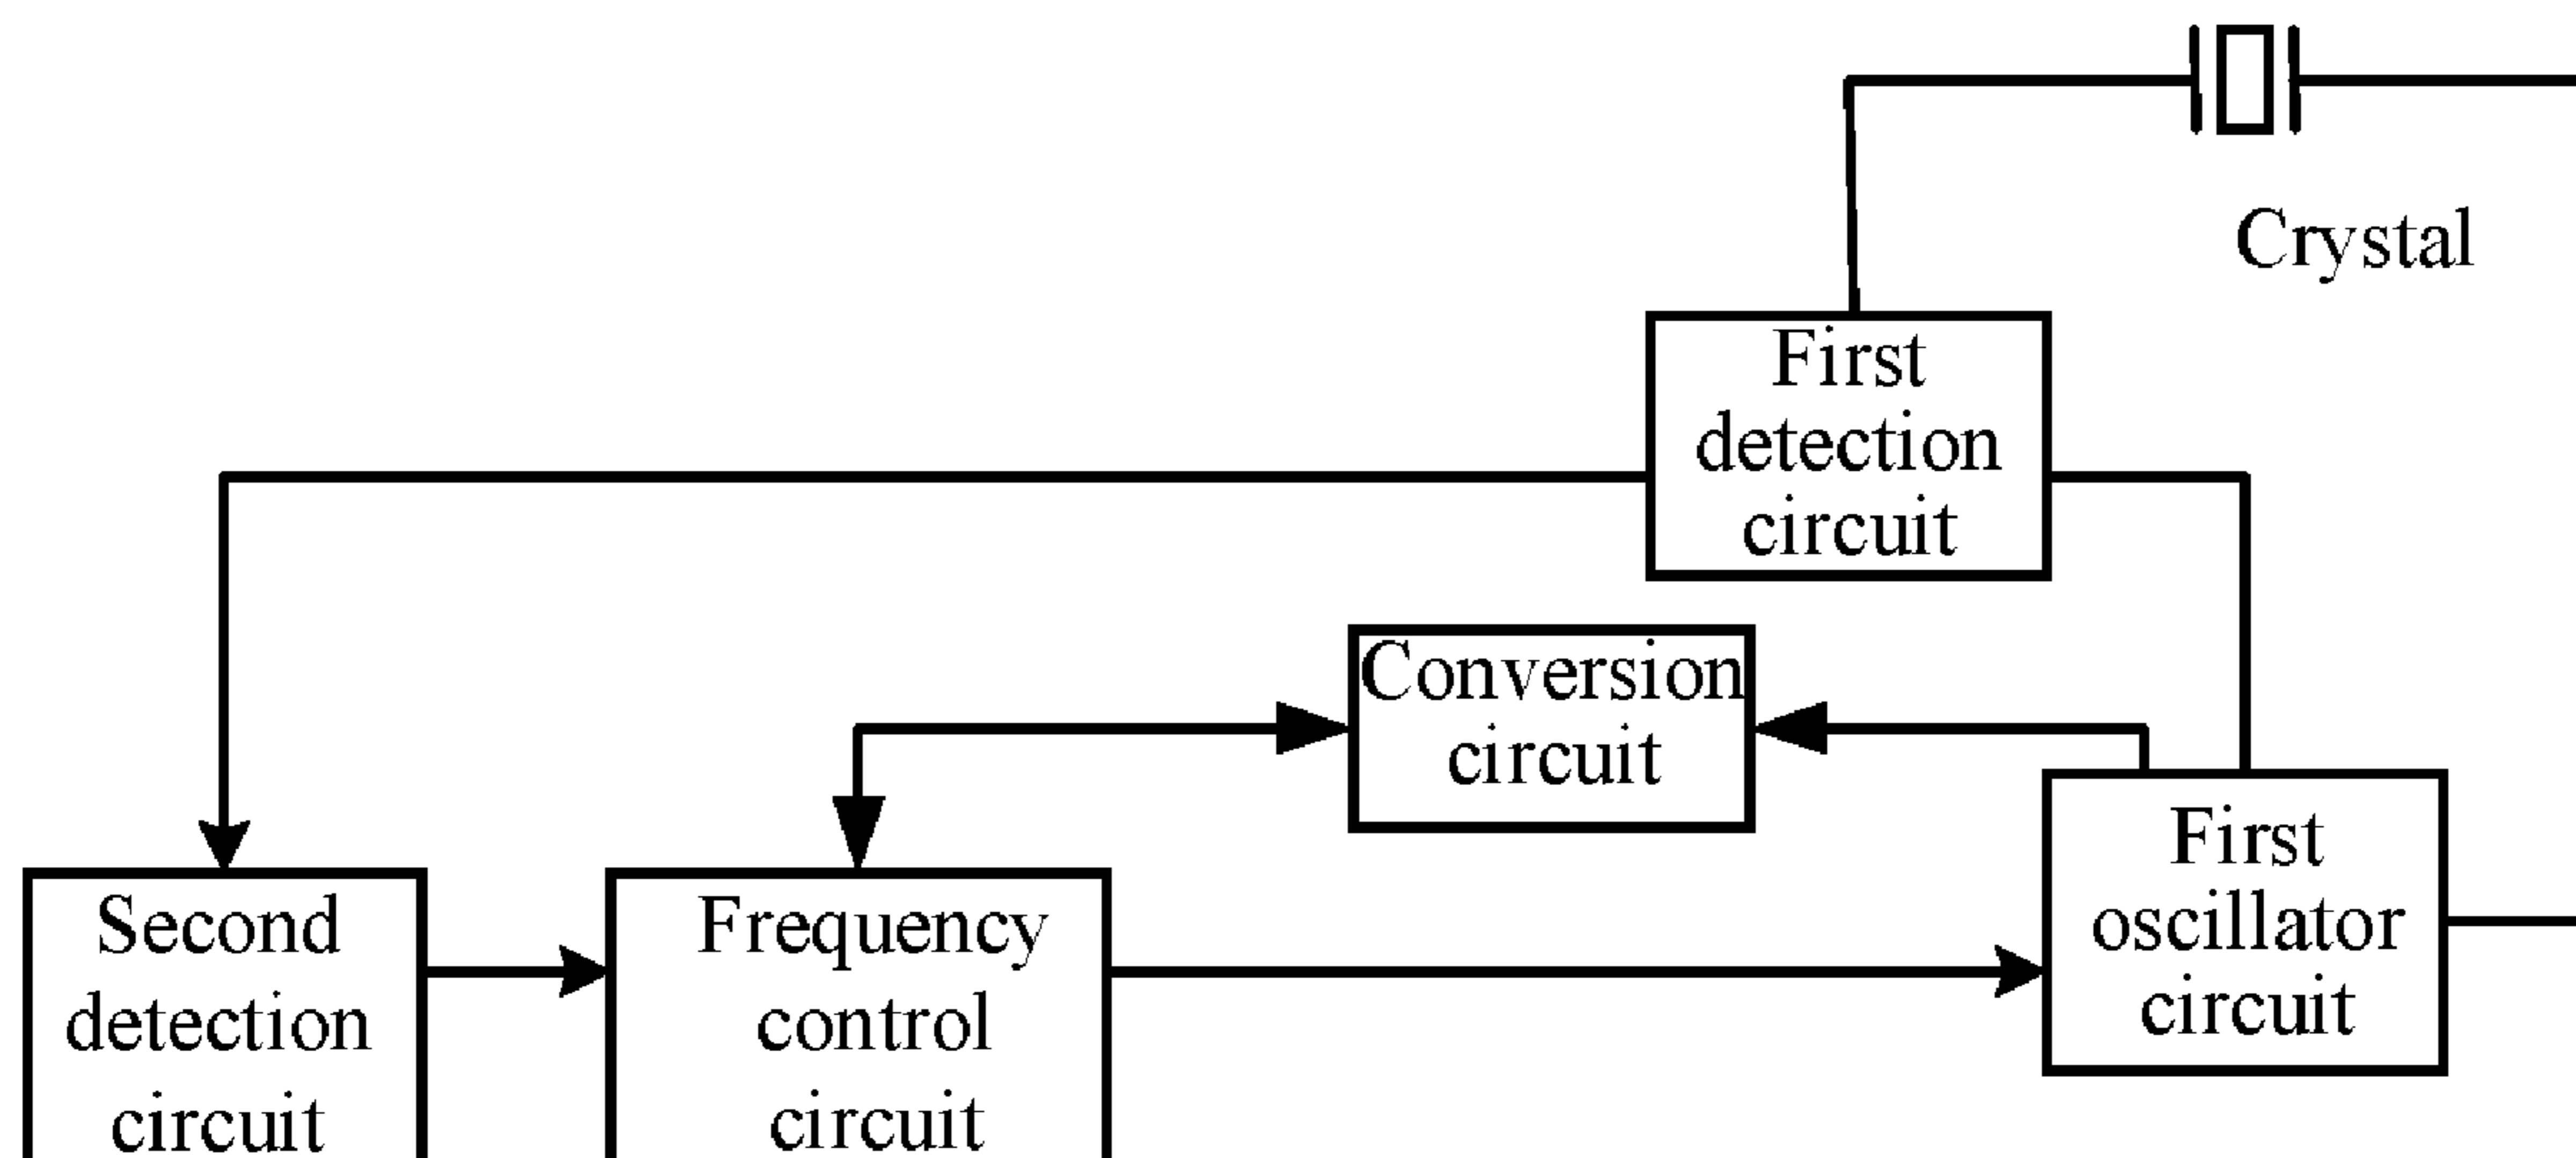 Crystal
First
detection
circuit
Conversion
circuit
First
oscillator
circuit
Second
detection
circuit
Frequency
control
circuit